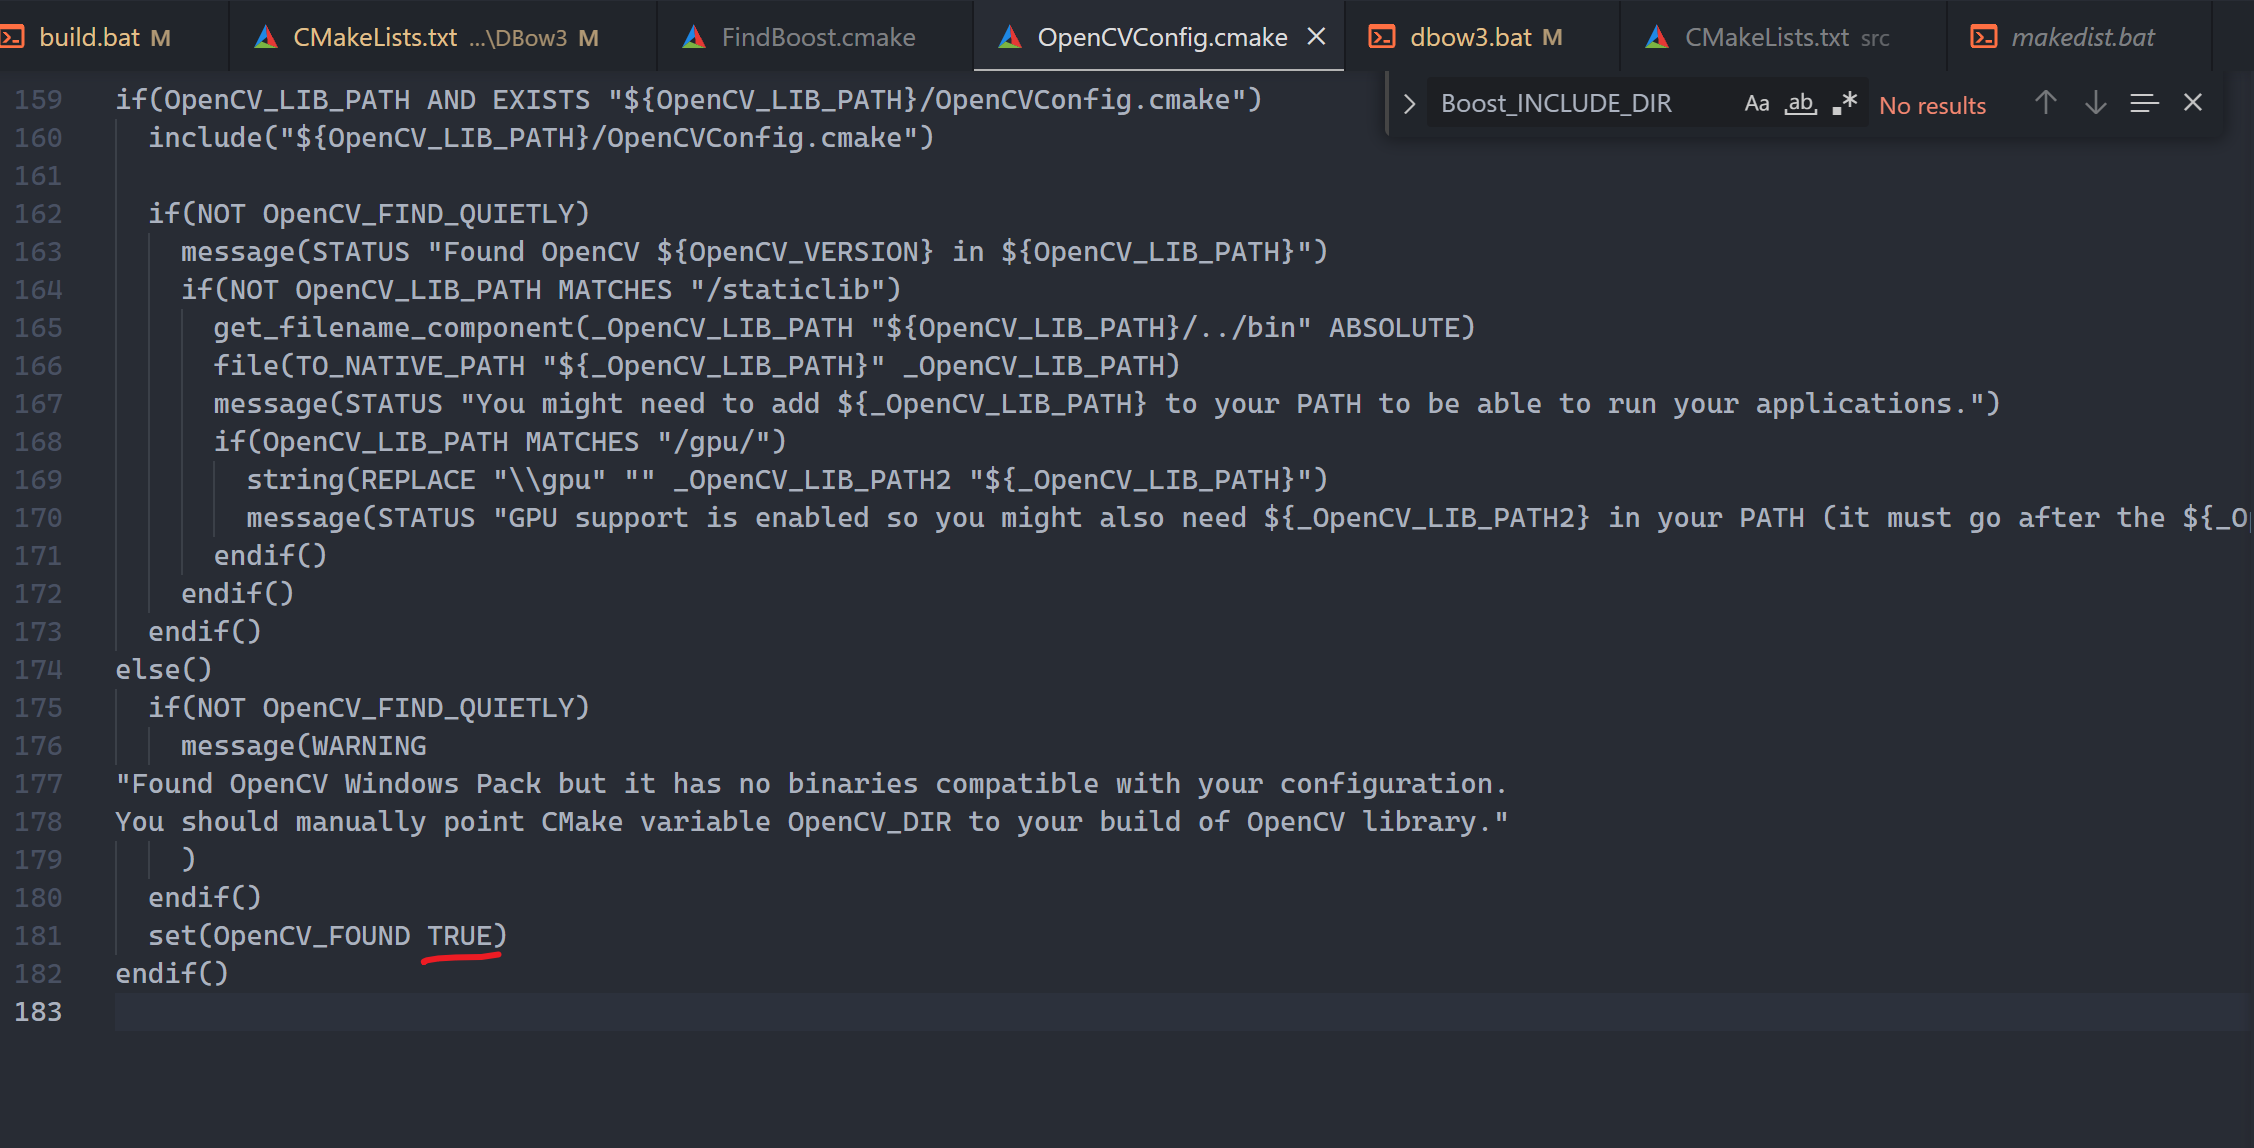 build.bat M
CMakeLists.txt ...\DBow3 M
FindBoost.cmake
OpenCVConfig.cmake
dbow3.bat M
CMakeLists.txt src
makedist.bat
Boost_INCLUDE_DIR Aa ab .* No results
159 if(OpenCV_LIB_PATH AND EXISTS "${OpenCV_LIB_PATH}/OpenCVConfig.cmake")
160 include("${OpenCV_LIB_PATH}/OpenCVConfig.cmake")
161
162 if(NOT OpenCV_FIND_QUIETLY)
163 message(STATUS "Found OpenCV ${OpenCV_VERSION} in ${OpenCV_LIB_PATH}")
164 if(NOT OpenCV_LIB_PATH MATCHES "/staticlib")
165 get_filename_component(_OpenCV_LIB_PATH "${OpenCV_LIB_PATH}/../bin" ABSOLUTE)
166 file(TO_NATIVE_PATH "${_OpenCV_LIB_PATH}" _OpenCV_LIB_PATH)
167 message(STATUS "You might need to add ${_OpenCV_LIB_PATH} to your PATH to be able to run your applications.")
168 if(OpenCV_LIB_PATH MATCHES "/gpu/")
169 string(REPLACE "\\gpu" "" _OpenCV_LIB_PATH2 "${_OpenCV_LIB_PATH}")
170 message(STATUS "GPU support is enabled so you might also need ${_OpenCV_LIB_PATH2} in your PATH (it must go after the ${_O
171 endif()
172 endif()
173 endif()
174 else()
175 if(NOT OpenCV_FIND_QUIETLY)
176 message(WARNING
177 "Found OpenCV Windows Pack but it has no binaries compatible with your configuration.
178 You should manually point CMake variable OpenCV_DIR to your build of OpenCV library."
179 )
180 endif()
181 set(OpenCV_FOUND TRUE)
182 endif()
183